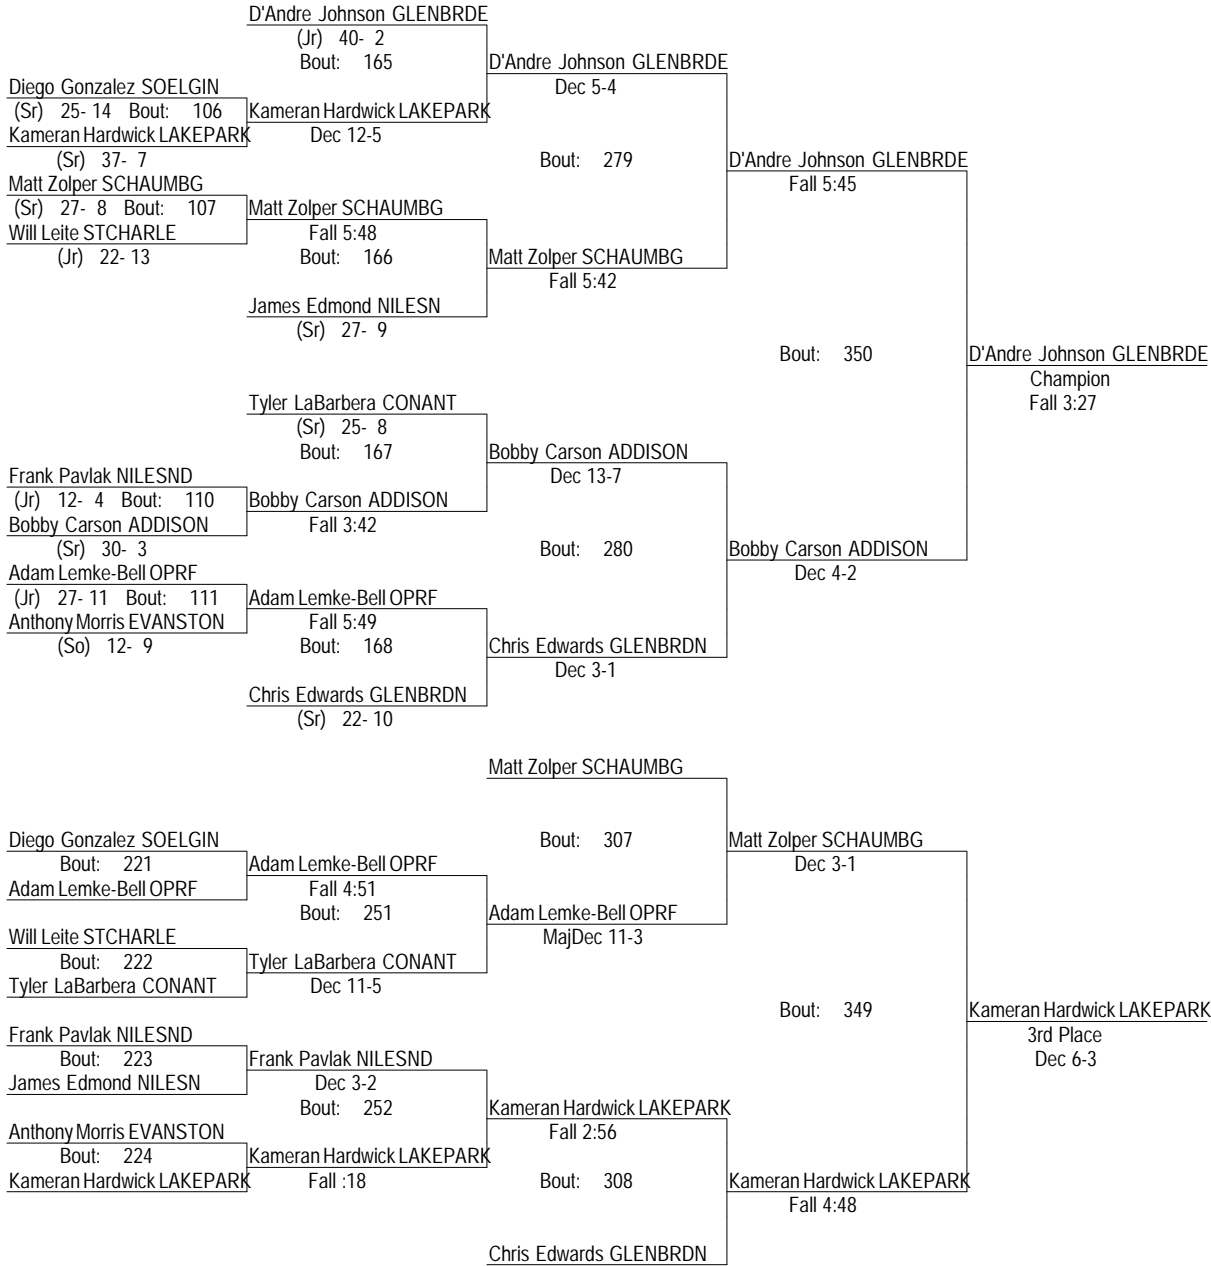 D'Andre Johnson GLENBRDE
(Jr) 40- 2
Bout: 165
D'Andre Johnson GLENBRDE
Dec 5-4
Diego Gonzalez SOELGIN
(Sr) 25- 14 Bout: 106
Kameran Hardwick LAKEPARK
Kameran Hardwick LAKEPARK
Dec 12-5
(Sr) 37- 7
Bout: 279
D'Andre Johnson GLENBRDE
Fall 5:45
Matt Zolper SCHAUMBG
(Sr) 27- 8 Bout: 107
Matt Zolper SCHAUMBG
Will Leite STCHARLE
Fall 5:48
(Jr) 22- 13
Bout: 166
Matt Zolper SCHAUMBG
Fall 5:42
James Edmond NILESN
(Sr) 27- 9
Bout: 350
D'Andre Johnson GLENBRDE
Champion
Fall 3:27
Tyler LaBarbera CONANT
(Sr) 25- 8
Bout: 167
Bobby Carson ADDISON
Dec 13-7
Frank Pavlak NILESND
(Jr) 12- 4 Bout: 110
Bobby Carson ADDISON
Bobby Carson ADDISON
Fall 3:42
(Sr) 30- 3
Bout: 280
Bobby Carson ADDISON
Dec 4-2
Adam Lemke-Bell OPRF
(Jr) 27- 11 Bout: 111
Adam Lemke-Bell OPRF
Anthony Morris EVANSTON
Fall 5:49
(So) 12- 9
Bout: 168
Chris Edwards GLENBRDN
Dec 3-1
Chris Edwards GLENBRDN
(Sr) 22- 10
Matt Zolper SCHAUMBG
Diego Gonzalez SOELGIN
Bout: 307
Matt Zolper SCHAUMBG
Dec 3-1
Bout: 221
Adam Lemke-Bell OPRF
Adam Lemke-Bell OPRF
Fall 4:51
Bout: 251
Adam Lemke-Bell OPRF
MajDec 11-3
Will Leite STCHARLE
Bout: 222
Tyler LaBarbera CONANT
Tyler LaBarbera CONANT
Dec 11-5
Bout: 349
Kameran Hardwick LAKEPARK
3rd Place
Dec 6-3
Frank Pavlak NILESND
Bout: 223
Frank Pavlak NILESND
James Edmond NILESN
Dec 3-2
Bout: 252
Kameran Hardwick LAKEPARK
Fall 2:56
Anthony Morris EVANSTON
Bout: 224
Kameran Hardwick LAKEPARK
Kameran Hardwick LAKEPARK
Fall :18
Bout: 308
Kameran Hardwick LAKEPARK
Fall 4:48
Chris Edwards GLENBRDN